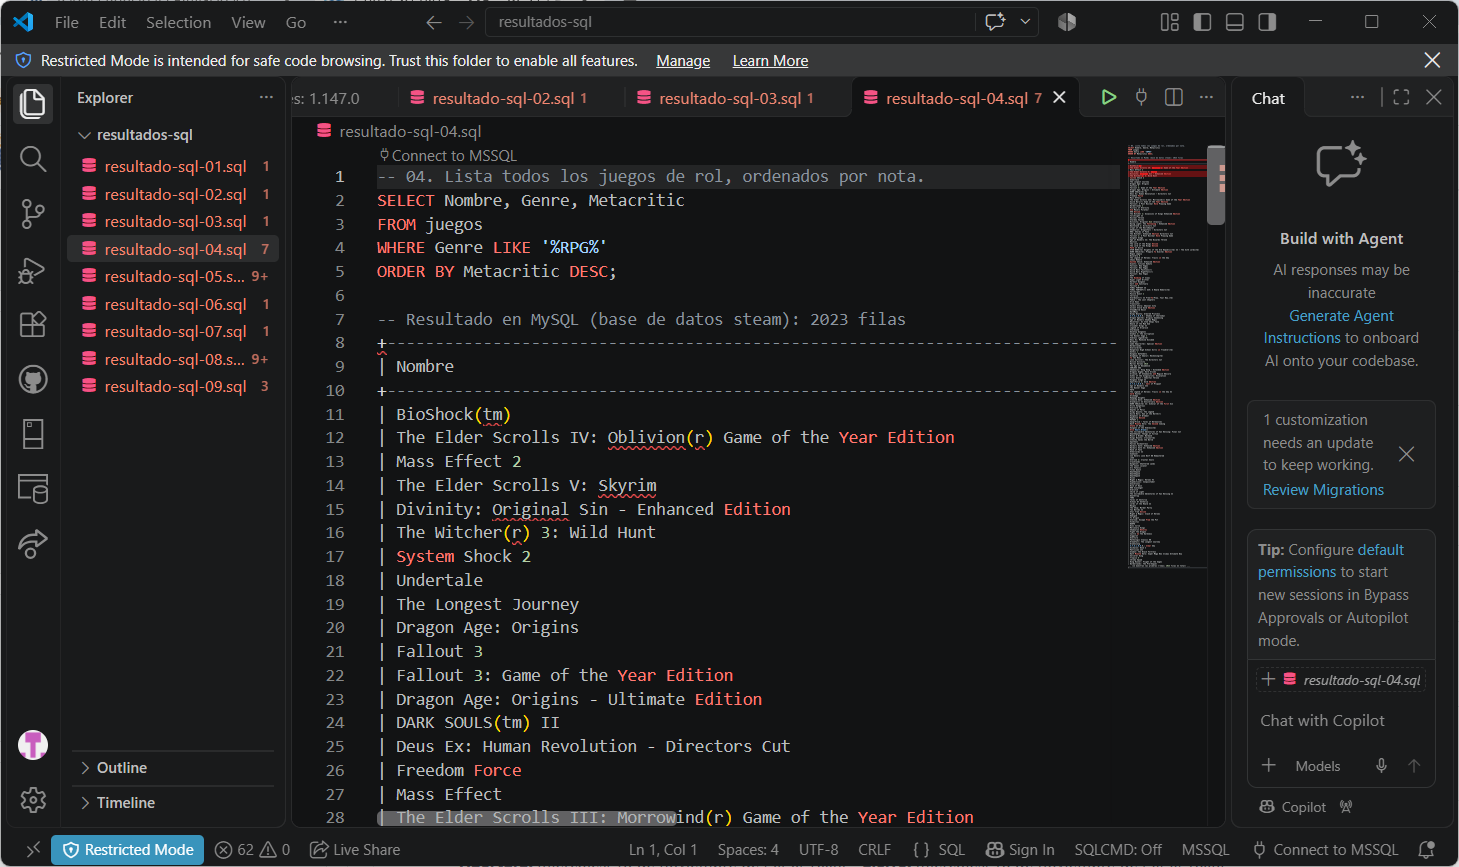 File Edit Selection View Go ···
resultados-sql
Restricted Mode is intended for safe code browsing. Trust this folder to enable all features. Manage Learn More
Explorer
resultados-sql
resultado-sql-01.sql 1
resultado-sql-02.sql 1
resultado-sql-03.sql 1
resultado-sql-04.sql 7
resultado-sql-05.s... 9+
resultado-sql-06.sql 1
resultado-sql-07.sql 1
resultado-sql-08.s... 9+
resultado-sql-09.sql 3
Outline
Timeline
es: 1.147.0 resultado-sql-02.sql 1 resultado-sql-03.sql 1 resultado-sql-04.sql 7
resultado-sql-04.sql
Connect to MSSQL
1 -- 04. Lista todos los juegos de rol, ordenados por nota.
2 SELECT Nombre, Genre, Metacritic
3 FROM juegos
4 WHERE Genre LIKE '%RPG%'
5 ORDER BY Metacritic DESC;
6
7 -- Resultado en MySQL (base de datos steam): 2023 filas
8 +-----------------------------------------------------------------------------
9 | Nombre
10 +-----------------------------------------------------------------------------
11 | BioShock(tm)
12 | The Elder Scrolls IV: Oblivion(r) Game of the Year Edition
13 | Mass Effect 2
14 | The Elder Scrolls V: Skyrim
15 | Divinity: Original Sin - Enhanced Edition
16 | The Witcher(r) 3: Wild Hunt
17 | System Shock 2
18 | Undertale
19 | The Longest Journey
20 | Dragon Age: Origins
21 | Fallout 3
22 | Fallout 3: Game of the Year Edition
23 | Dragon Age: Origins - Ultimate Edition
24 | DARK SOULS(tm) II
25 | Deus Ex: Human Revolution - Directors Cut
26 | Freedom Force
27 | Mass Effect
28 | The Elder Scrolls III: Morrowind(r) Game of the Year Edition
Chat
Build with Agent
AI responses may be
inaccurate
Generate Agent
Instructions to onboard
AI onto your codebase.
1 customization
needs an update
to keep working.
Review Migrations
Tip: Configure default
permissions to start
new sessions in Bypass
Approvals or Autopilot
mode.
resultado-sql-04.sql
Chat with Copilot
Models
Copilot
Restricted Mode 62 0 Live Share Ln 1, Col 1 Spaces: 4 UTF-8 CRLF {} SQL Sign In SQLCMD: Off MSSQL Connect to MSSQL